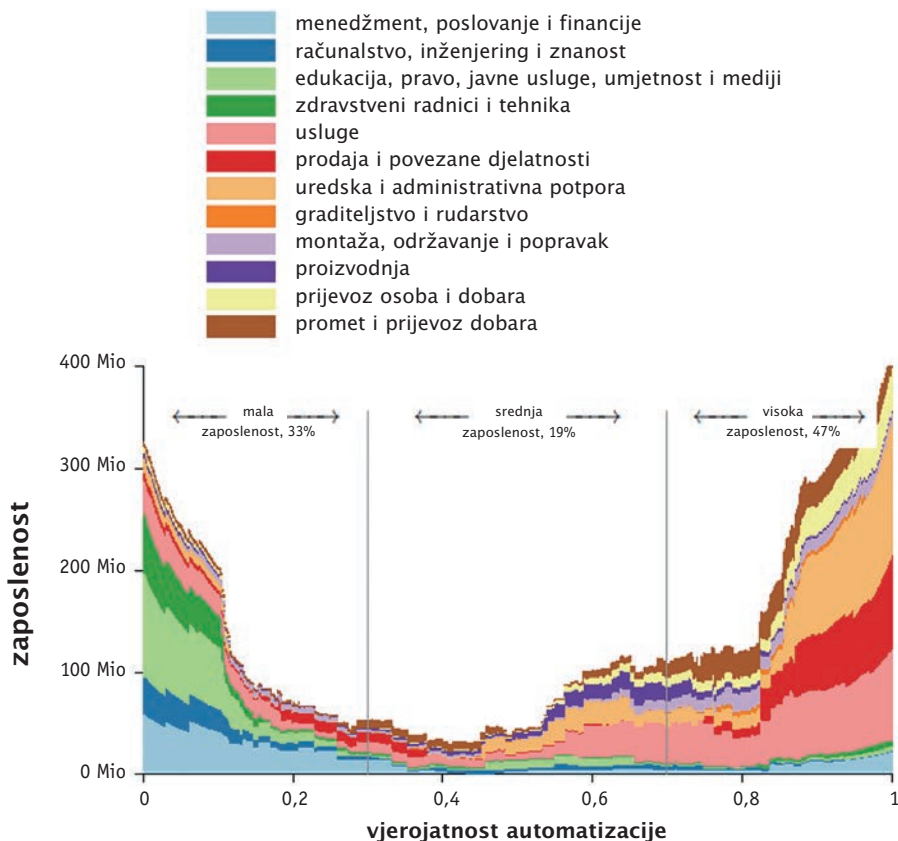 menedžment, poslovanje i financije
računalstvo, inženjering i znanost
edukacija, pravo, javne usluge, umjetnost i mediji
zdravstveni radnici i tehnika
usluge
prodaja i povezane djelatnosti
uredska i administrativna potpora
graditeljstvo i rudarstvo
montaža, održavanje i popravak
proizvodnja
prijevoz osoba i dobara
promet i prijevoz dobara
400 Mio
300 Mio
200 Mio
100 Mio
0 Mio
zaposlenost
mala
zaposlenost, 33%
srednja
zaposlenost, 19%
visoka
zaposlenost, 47%
0 0,2 0,4 0,6 0,8 1
vjerojatnost automatizacije